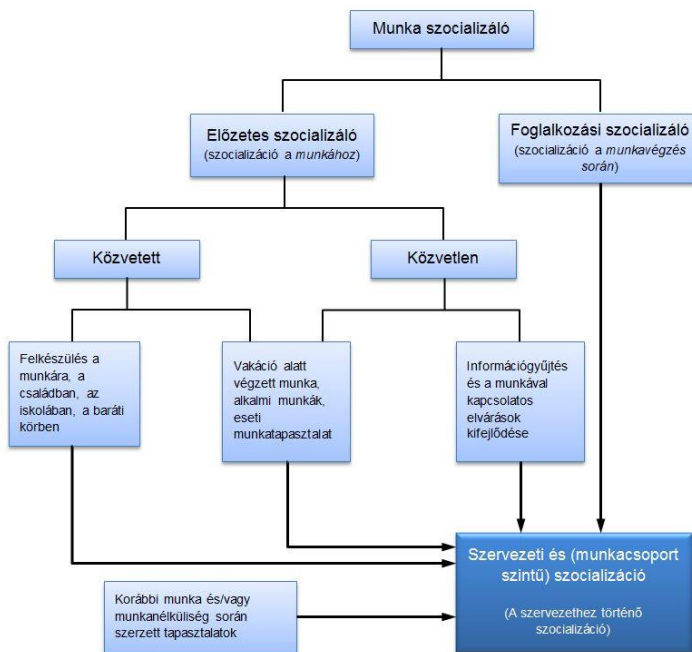 Munka szocializáló
Előzetes szocializáló
(szocializáció a munkához)
Foglalkozási szocializáló
(szocializáció a munkavégzés
során)
Közvetett
Közvetlen
Felkészülés a
munkára, a
családban, az
iskolában, a baráti
körben
Vakáció alatt
végzett munka,
alkalmi munkák,
eseti
munkatapasztalat
Információgyűjtés
és a munkával
kapcsolatos
elvárások
kifejlődése
Szervezeti és (munkacsoport
szintű) szocializáció
(A szervezethez történő
szocializáció)
Korábbi munka és/vagy
munkanélküliség során
szerzett tapasztalatok